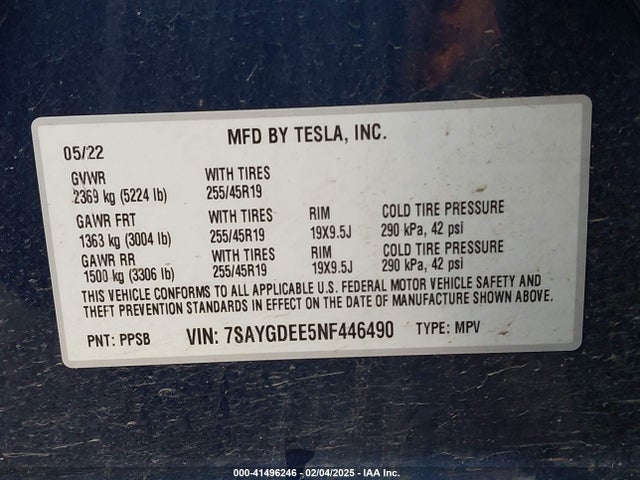 MFD BY TESLA, INC.
05/22
GVWR WITH TIRES
2369 kg (5224 lb) 255/45R19
GAWR FRT WITH TIRES RIM COLD TIRE PRESSURE
1363 kg (3004 lb) 255/45R19 19X9.5J 290 kPa, 42 psi
GAWR RR WITH TIRES RIM COLD TIRE PRESSURE
1500 kg (3306 lb) 255/45R19 19X9.5J 290 kPa, 42 psi
THIS VEHICLE CONFORMS TO ALL APPLICABLE U.S. FEDERAL MOTOR VEHICLE SAFETY AND
THEFT PREVENTION STANDARDS IN EFFECT ON THE DATE OF MANUFACTURE SHOWN ABOVE.
PNT: PPSB VIN: 7SAYGDEE5NF446490 TYPE: MPV
000-41496246 - 02/04/2025 - IAA Inc.